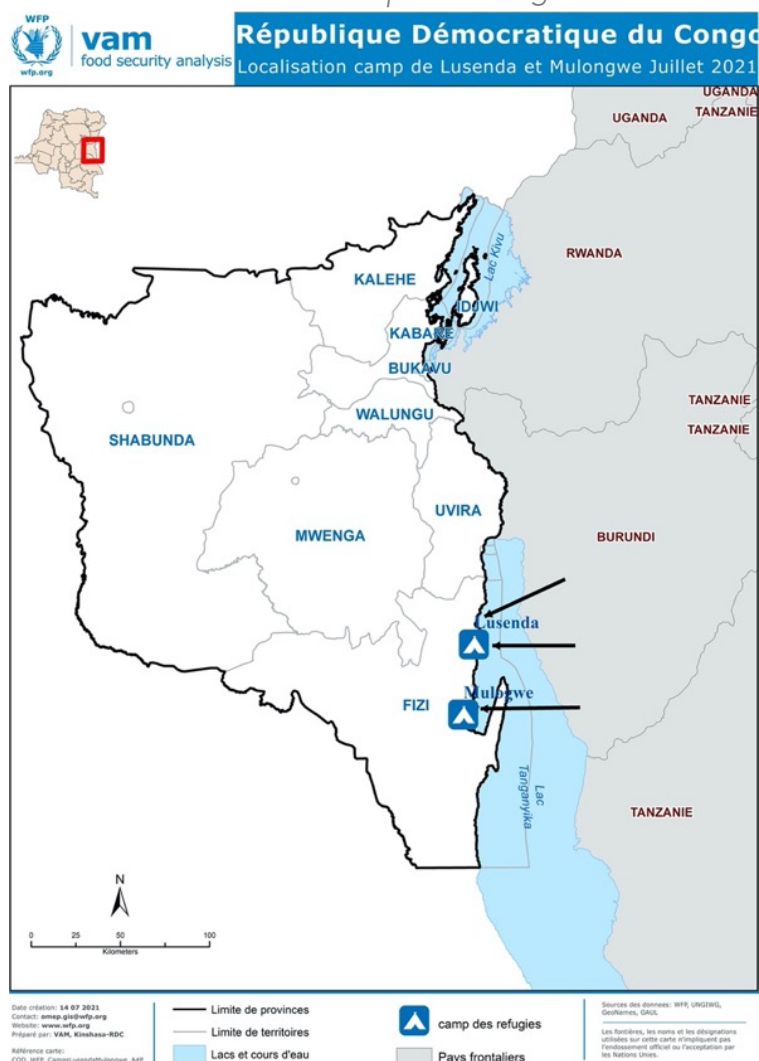 WFP
wfp.org
vam
food security analysis
République Démocratique du Congo
Localisation camp de Lusenda et Mulongwe Juillet 2021
UGANDA
TANZANIE
UGANDA
RWANDA
KALEHE
Lac Kivu
IDJWI
KABARE
BUKAVU
WALUNGU
TANZANIE
TANZANIE
SHABUNDA
UVIRA
MWENGA
BURUNDI
Lusenda
Mulogwe
FIZI
Lac
Tanganyika
TANZANIE
N
0 25 50 100
Kilometers
Date création: 14 07 2021
Contact: omep.gis@wfp.org
Website: www.wfp.org
Préparé par: VAM, Kinshasa-RDC
Référence carte:
Limite de provinces
Limite de territoires
Lacs et cours d'eau
camp des refugies
Pays frontaliers
Sources des donnees: WFP, UNGIWG,
GeoNames, GAUL
Les fontières, les noms et les désignations
utilisées sur cette carte n'impliquent pas
l'endossement officiel ou l'acceptation par
les Nations Unies.